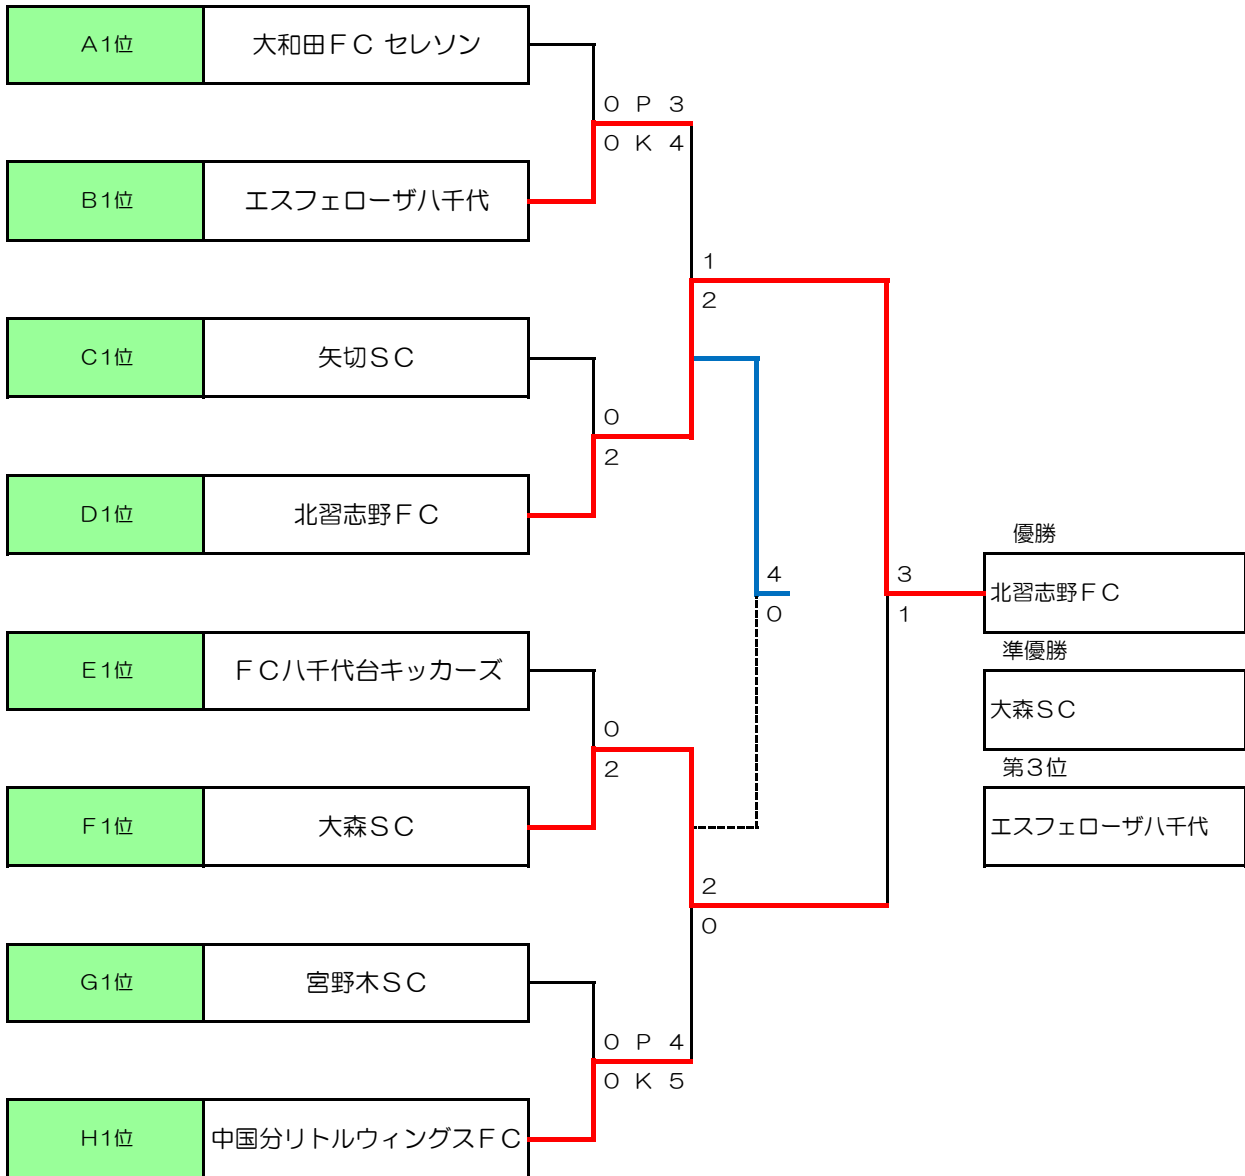 A1位 大和田ＦＣ セレソン
０ Ｐ ３
０ Ｋ ４
B1位 エスフェローザ八千代
１
２
C1位 矢切ＳＣ
０
２
D1位 北習志野ＦＣ
優勝
４
０
３
１
北習志野ＦＣ
E1位 ＦＣ八千代台キッカーズ
準優勝
大森ＳＣ
０
２
第３位
F1位 大森ＳＣ
エスフェローザ八千代
２
０
G1位 宮野木ＳＣ
０ Ｐ ４
０ Ｋ ５
H1位 中国分リトルウィングスＦＣ